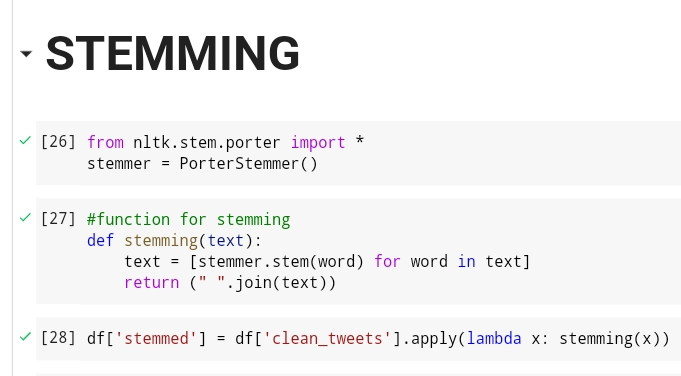 STEMMING
[26] from nltk.stem.porter import *
stemmer = PorterStemmer()
[27] #function for stemming
def stemming(text):
    text = [stemmer.stem(word) for word in text]
    return (" ".join(text))
[28] df['stemmed'] = df['clean_tweets'].apply(lambda x: stemming(x))